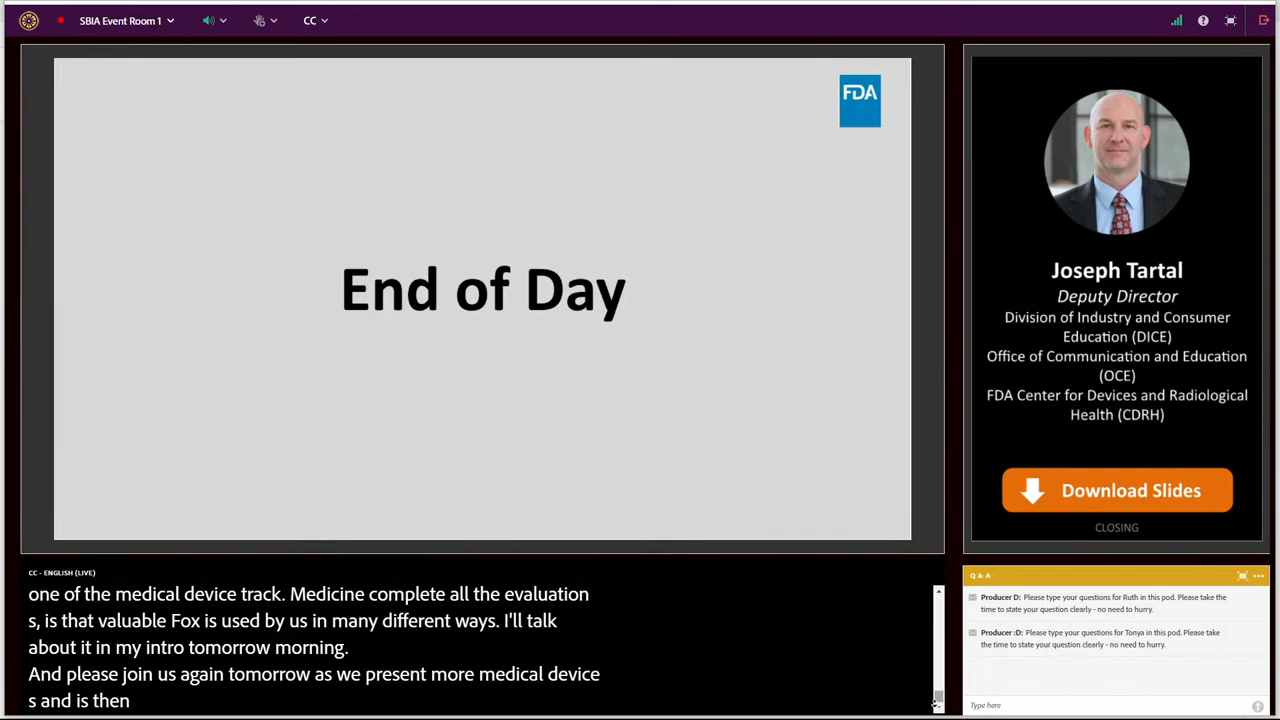 SBIA Event Room 1
CC
FDA
End of Day
Joseph Tartal
Deputy Director
Division of Industry and Consumer
Education (DICE)
Office of Communication and Education
(OCE)
FDA Center for Devices and Radiological
Health (CDRH)
Download Slides
CLOSING
CC - ENGLISH (LIVE)
one of the medical device track. Medicine complete all the evaluation
s, is that valuable Fox is used by us in many different ways. I'll talk
about it in my intro tomorrow morning.
And please join us again tomorrow as we present more medical device
s and is then
Q & A
Producer D: Please type your questions for Ruth in this pod. Please take the
time to state your question clearly - no need to hurry.
Producer :D: Please type your questions for Tonya in this pod. Please take
the time to state your question clearly - no need to hurry.
Type here